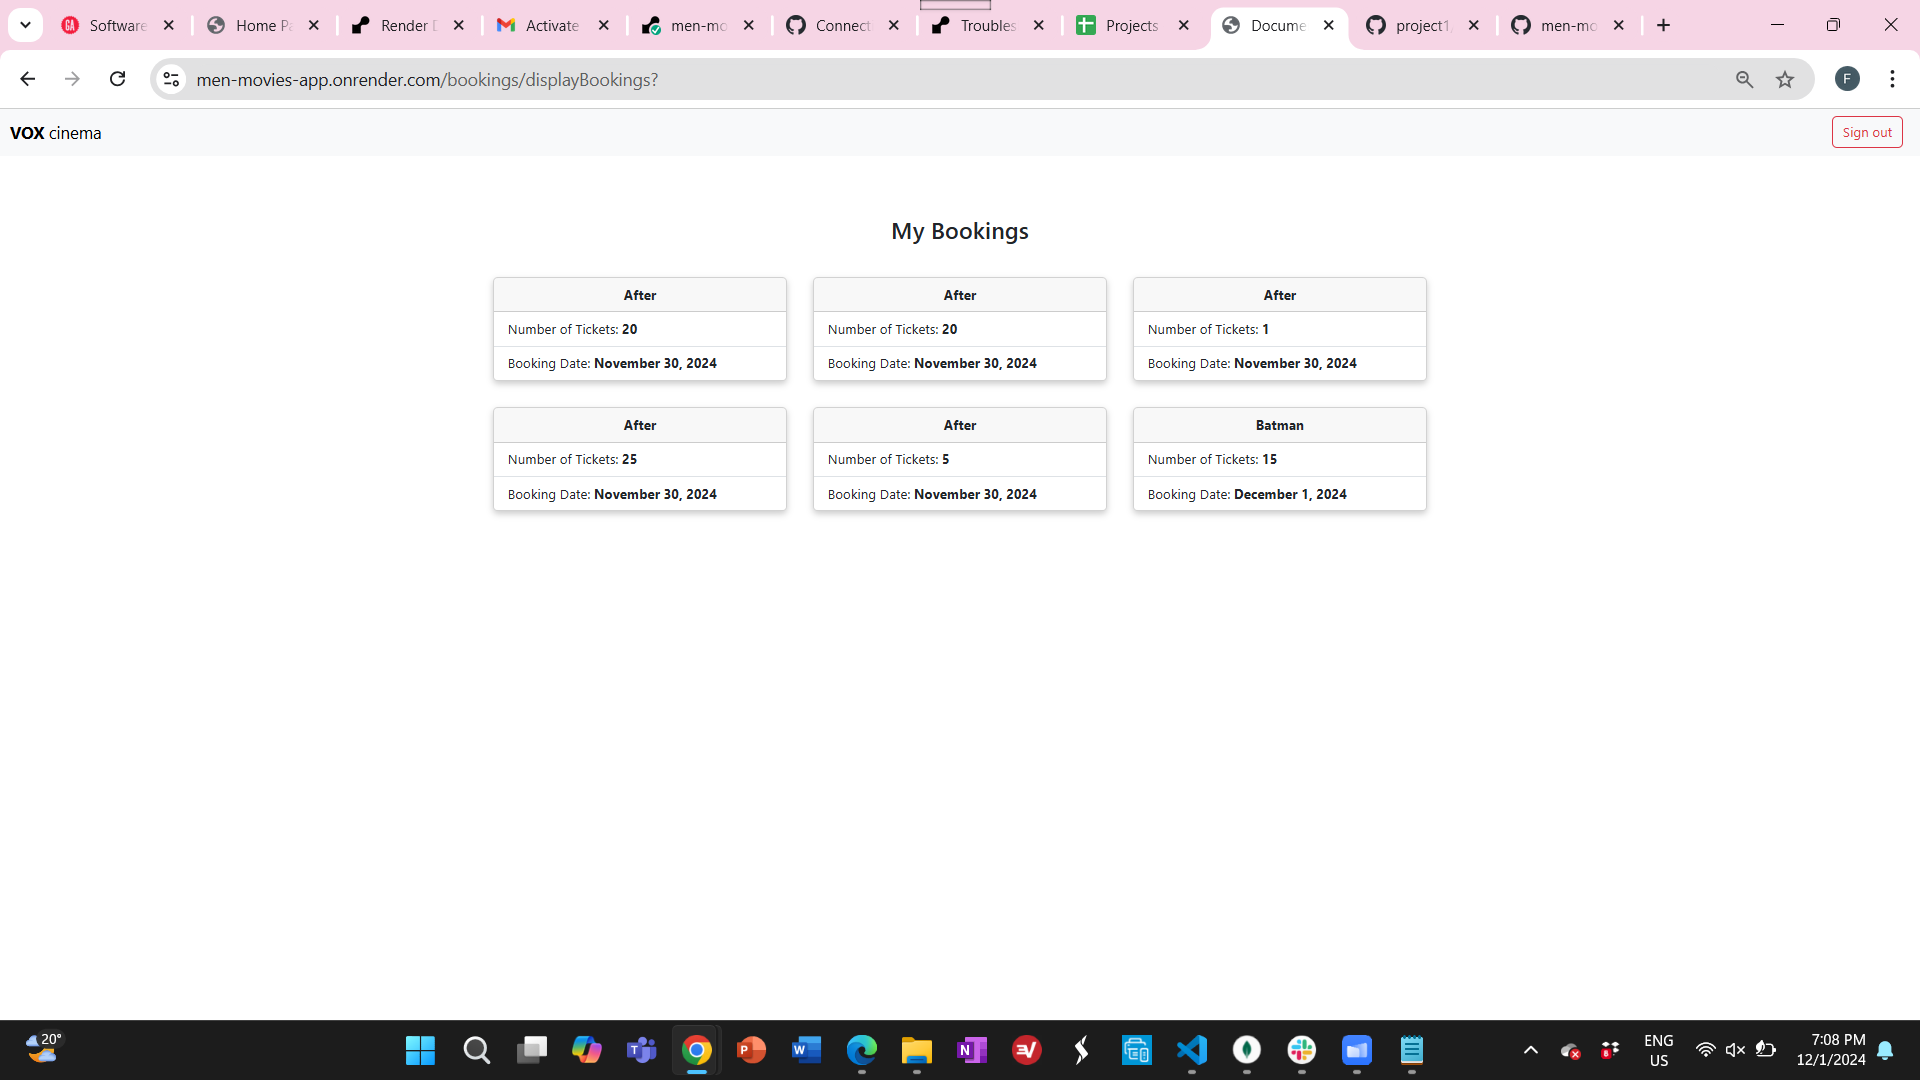 Software
Home Pa
Render D
Activate
men-mo
Connect
Troubles
Projects
Docume
project1
men-mo
men-movies-app.onrender.com/bookings/displayBookings?
F
VOX cinema
Sign out
My Bookings
After
Number of Tickets: 20
Booking Date: November 30, 2024
After
Number of Tickets: 20
Booking Date: November 30, 2024
After
Number of Tickets: 1
Booking Date: November 30, 2024
After
Number of Tickets: 25
Booking Date: November 30, 2024
After
Number of Tickets: 5
Booking Date: November 30, 2024
Batman
Number of Tickets: 15
Booking Date: December 1, 2024
20°
ENG
US
7:08 PM
12/1/2024